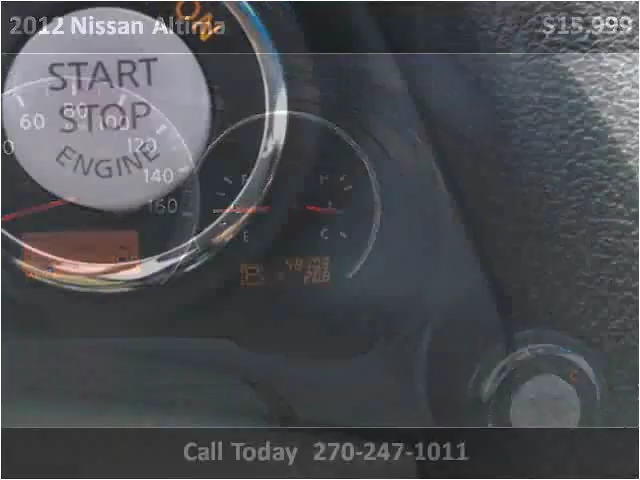 2012 Nissan Altima $15,999
ON
START
STOP
ENGINE
60 80 100 120 140 160
F H
E C
P
Call Today 270-247-1011